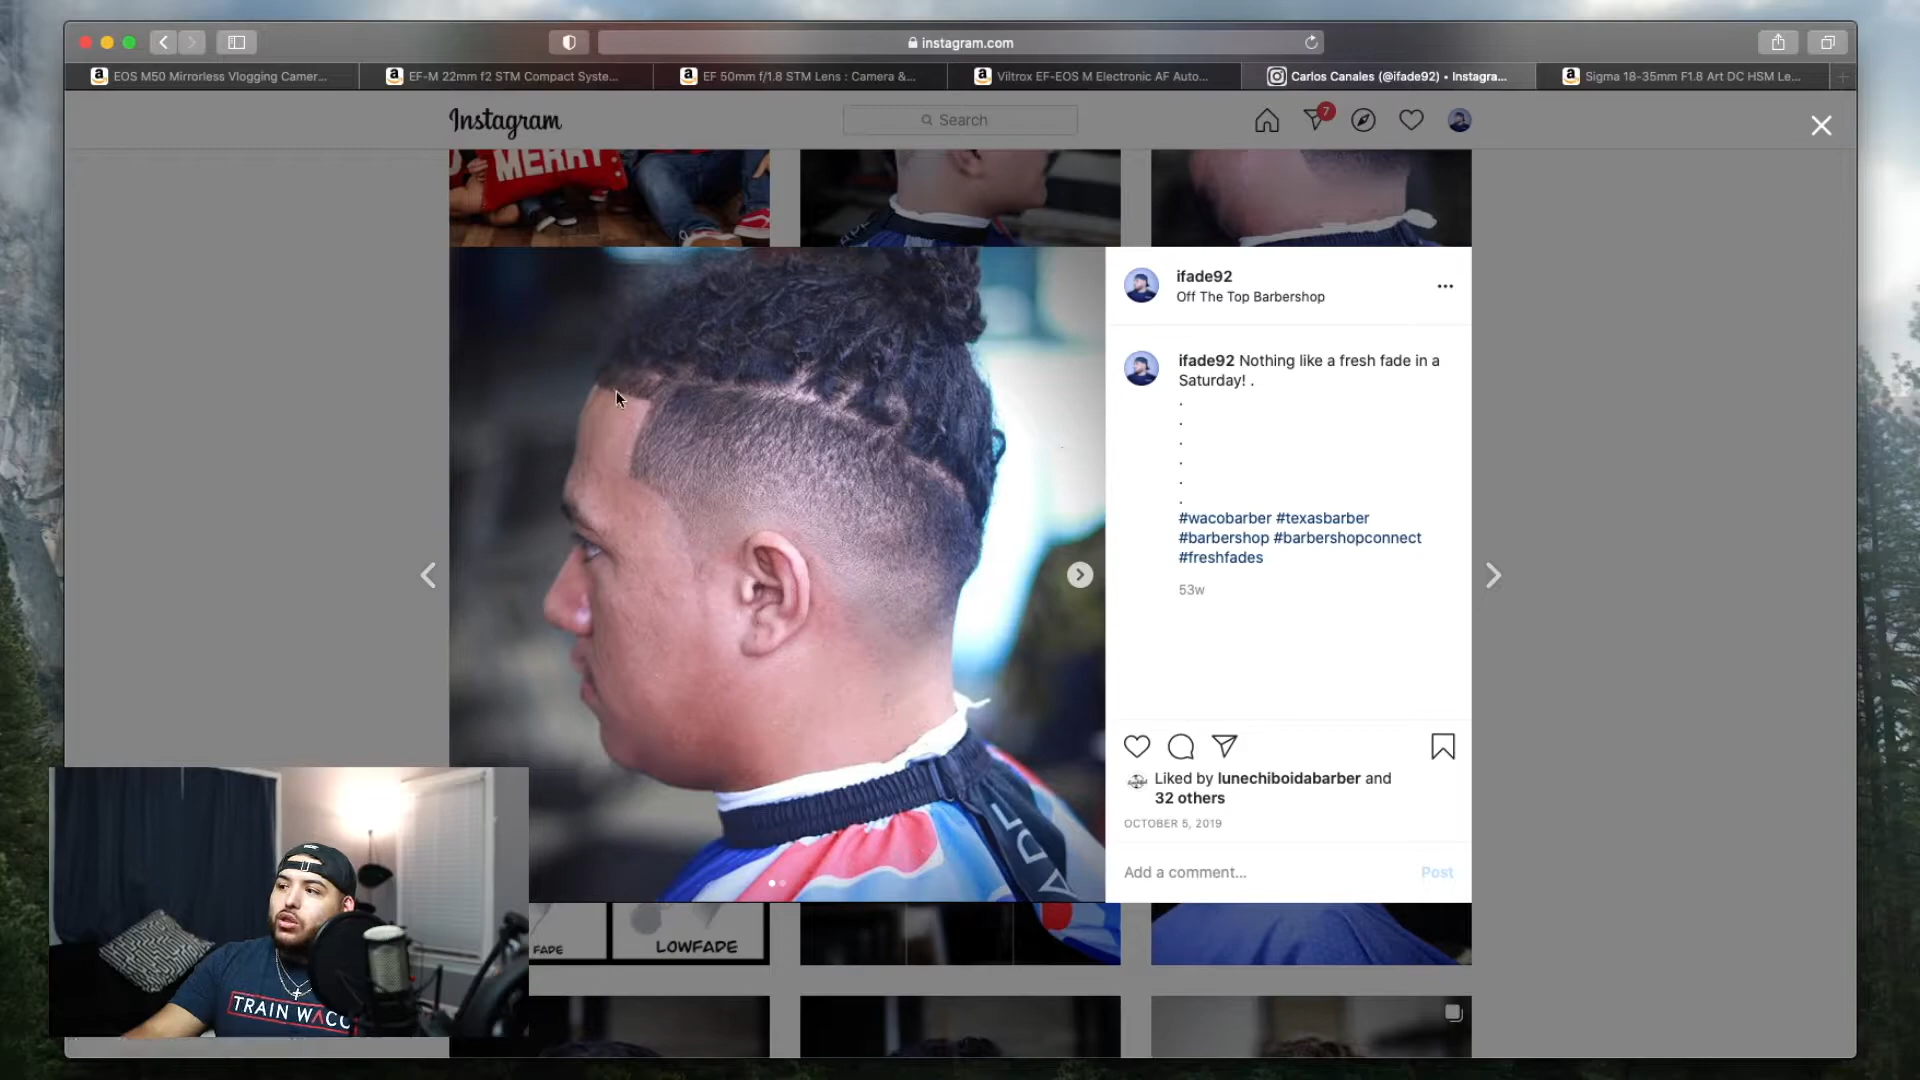 instagram.com
EOS M50 Mirrorless Vlogging Camer...
EF-M 22mm f2 STM Compact Syste...
EF 50mm f/1.8 STM Lens : Camera &...
Viltrox EF-EOS M Electronic AF Auto...
Carlos Canales (@ifade92) • Instagra...
Sigma 18-35mm F1.8 Art DC HSM Le...
Instagram
Search
7
MERRY
ifade92
Off The Top Barbershop
ifade92 Nothing like a fresh fade in a
Saturday! .
.
.
.
.
.
.
#wacobarber #texasbarber
#barbershop #barbershopconnect
#freshfades
53w
Liked by lunechiboidabarber and
32 others
OCTOBER 5, 2019
Add a comment...
Post
FADE
LOWFADE
TRAIN WACO